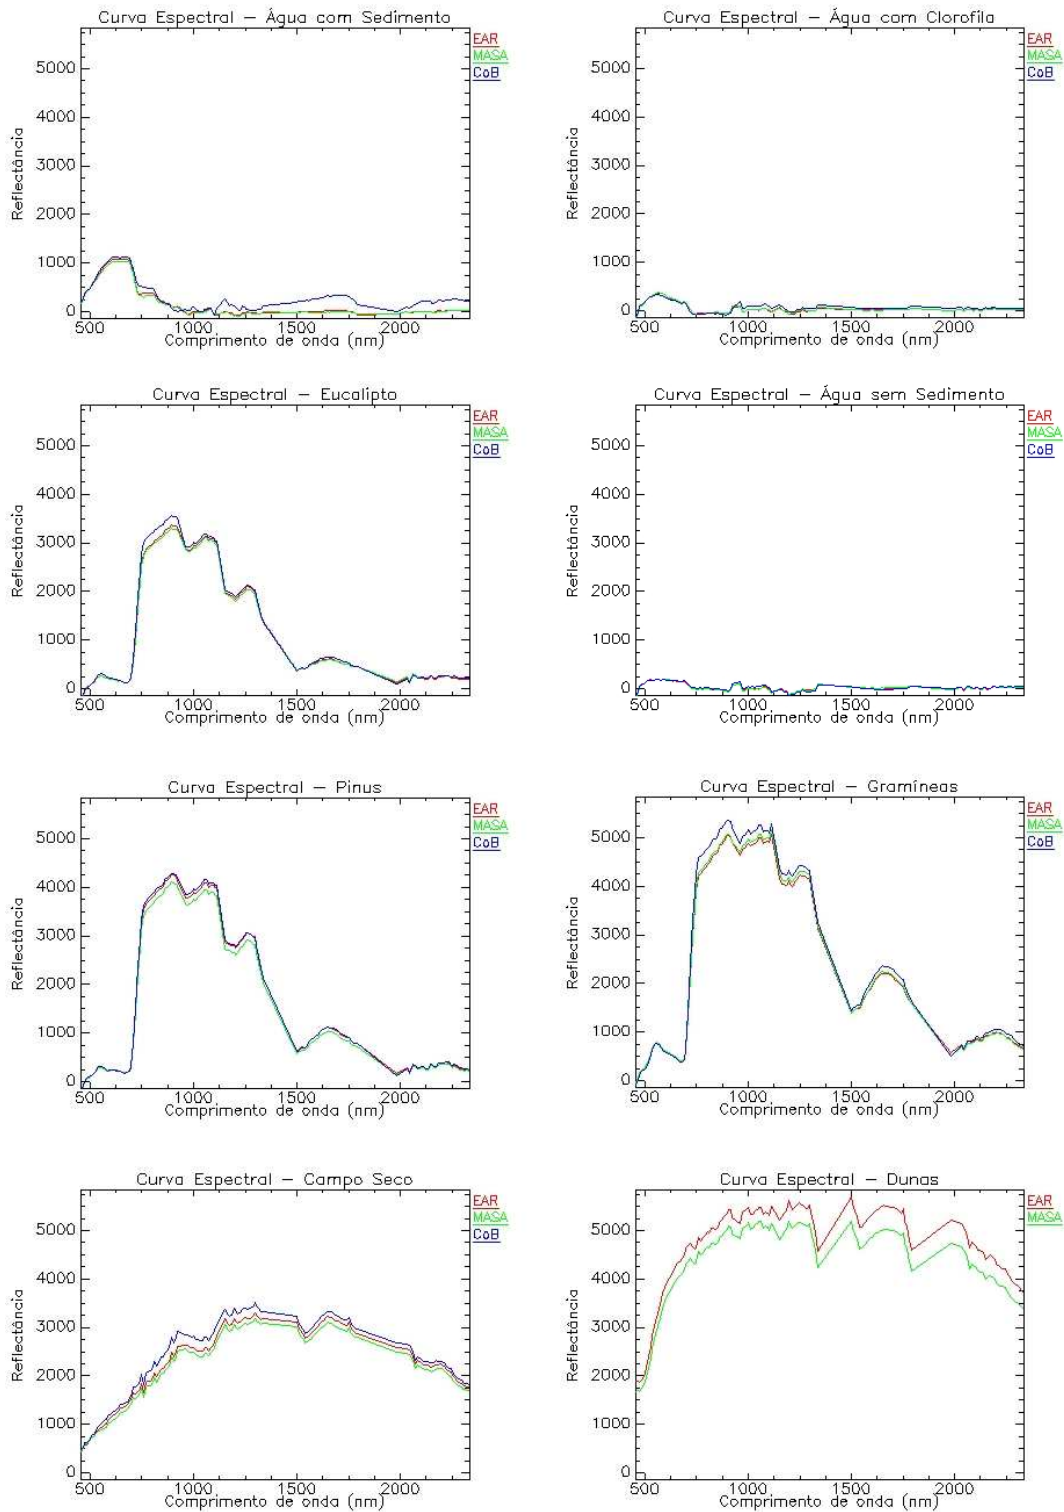 Curva Espectral – Água com Sedimento
EAR
MASA
CoB
5000
4000
3000
2000
1000
0
Reflectância
500 1000 1500 2000
Comprimento de onda (nm)
Curva Espectral – Água com Clorofila
EAR
MASA
CoB
5000
4000
3000
2000
1000
0
Reflectância
500 1000 1500 2000
Comprimento de onda (nm)
Curva Espectral – Eucalipto
EAR
MASA
CoB
5000
4000
3000
2000
1000
0
Reflectância
500 1000 1500 2000
Comprimento de onda (nm)
Curva Espectral – Água sem Sedimento
EAR
MASA
CoB
5000
4000
3000
2000
1000
0
Reflectância
500 1000 1500 2000
Comprimento de onda (nm)
Curva Espectral – Pinus
EAR
MASA
CoB
5000
4000
3000
2000
1000
0
Reflectância
500 1000 1500 2000
Comprimento de onda (nm)
Curva Espectral – Gramíneas
EAR
MASA
CoB
5000
4000
3000
2000
1000
0
Reflectância
500 1000 1500 2000
Comprimento de onda (nm)
Curva Espectral – Campo Seco
EAR
MASA
CoB
5000
4000
3000
2000
1000
0
Reflectância
500 1000 1500 2000
Comprimento de onda (nm)
Curva Espectral – Dunas
EAR
MASA
CoB
5000
4000
3000
2000
1000
0
Reflectância
500 1000 1500 2000
Comprimento de onda (nm)